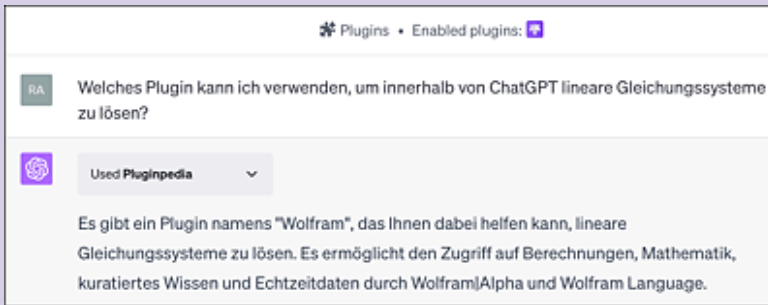 Plugins • Enabled plugins:
RA
Welches Plugin kann ich verwenden, um innerhalb von ChatGPT lineare Gleichungssysteme
zu lösen?
Used Pluginpedia
Es gibt ein Plugin namens "Wolfram", das Ihnen dabei helfen kann, lineare
Gleichungssysteme zu lösen. Es ermöglicht den Zugriff auf Berechnungen, Mathematik,
kuratiertes Wissen und Echtzeitdaten durch Wolfram|Alpha und Wolfram Language.